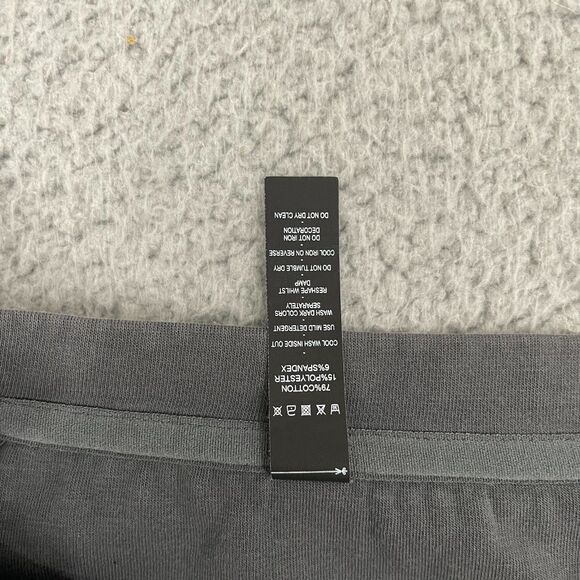 79%COTTON
15%POLYESTER
6%SPANDEX
COOL WASH INSIDE OUT
-
USE MILD DETERGENT
-
WASH DARK COLORS
SEPARATELY
-
RESHAPE WHILST
DAMP
-
DO NOT TUMBLE DRY
-
COOL IRON ON REVERSE
-
DO NOT IRON
DECORATION
-
DO NOT DRY CLEAN